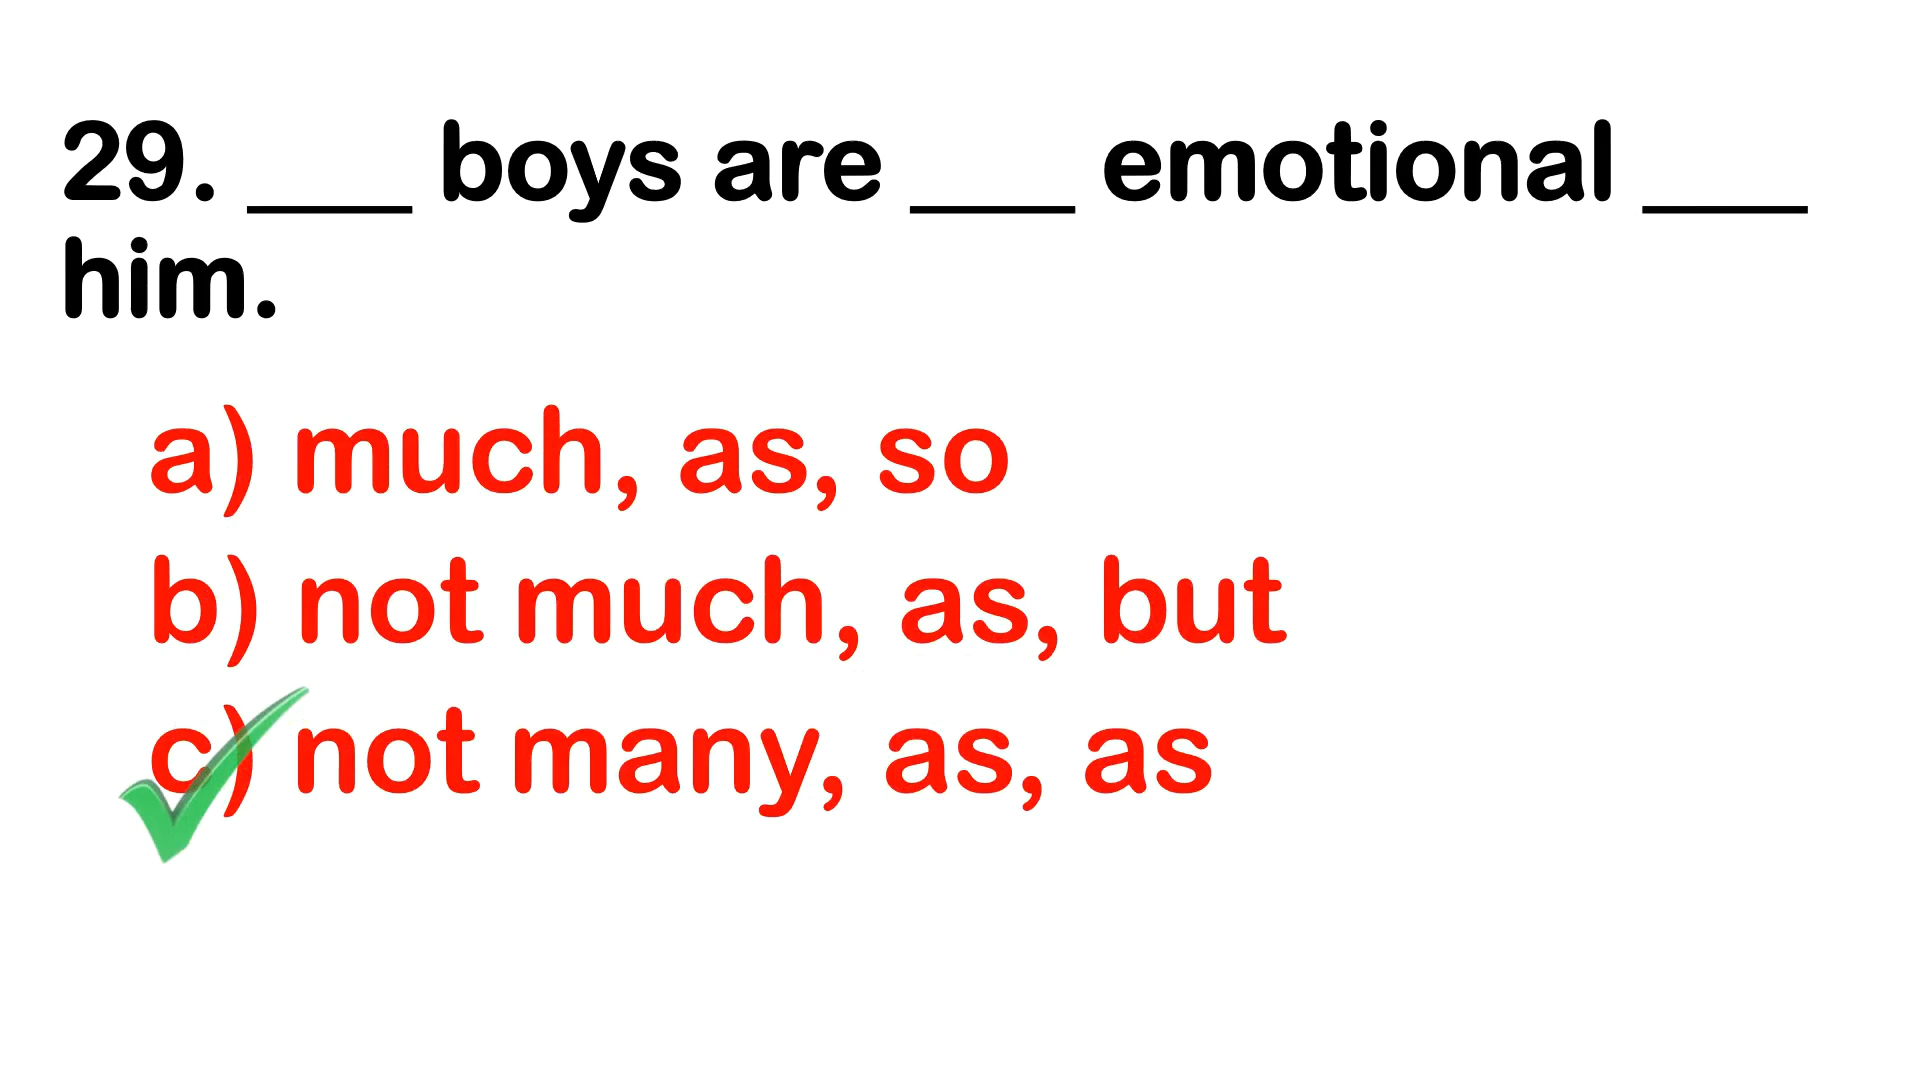 29. ___ boys are ___ emotional ___
him.
a) much, as, so
b) not much, as, but
c) not many, as, as